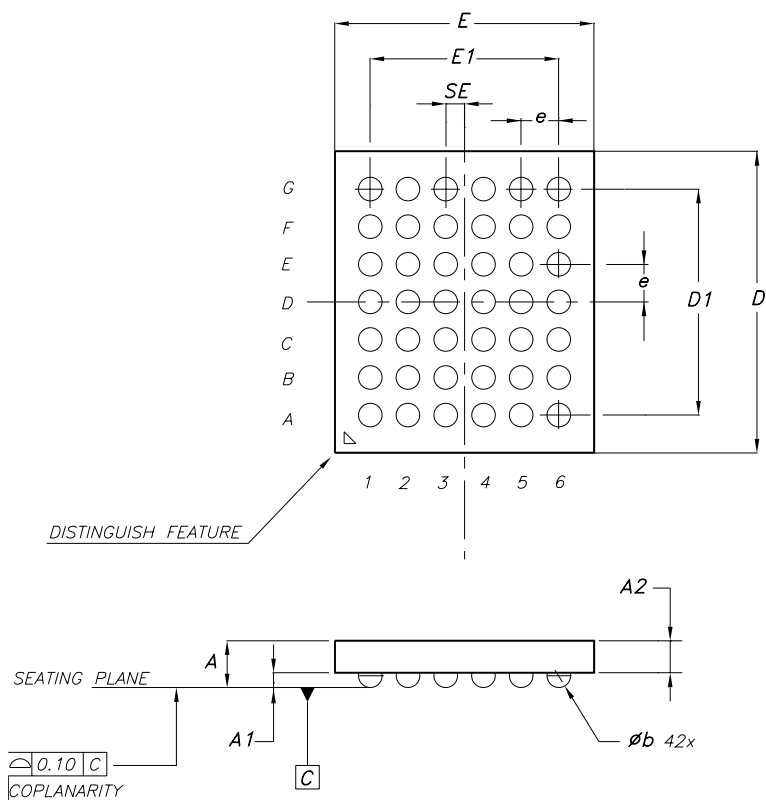 E
E1
SE
e
G
F
E
e
D
D1
D
C
B
A
1 2 3 4 5 6
DISTINGUISH FEATURE
A2
A
SEATING PLANE
A1
Øb 42x
⌓ 0.10 C
C
COPLANARITY